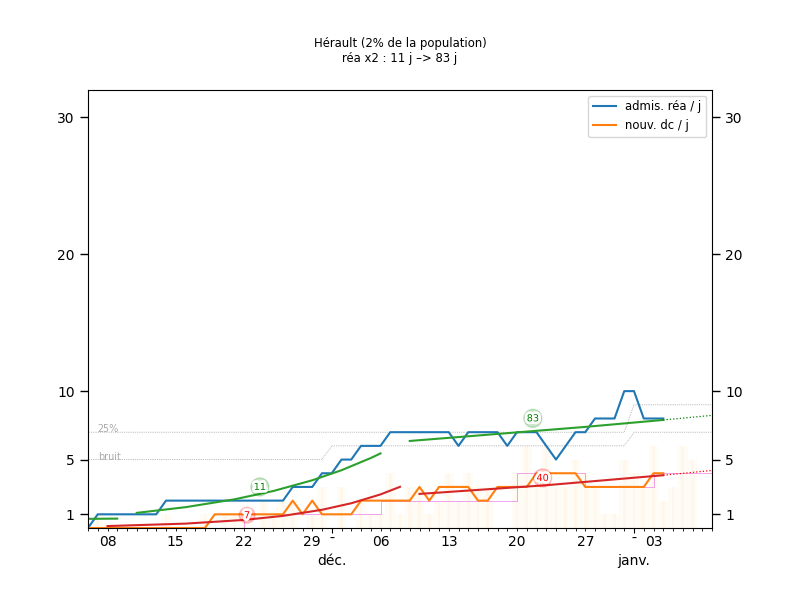 Hérault (2% de la population)
réa x2 : 11 j –> 83 j
admis. réa / j
nouv. dc / j
30 30
20 20
10 10
5 5
1 1
25%
bruit
11
7
83
40
08 15 22 29 - 06 13 20 27 - 03
déc. janv.